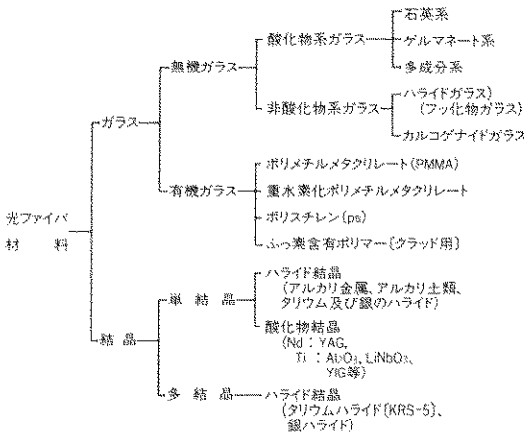 石英系
酸化物系ガラス
ゲルマネート系
無機ガラス
多成分系
ハライドガラス)
非酸化物系ガラス
(フッ化物ガラス)
ガラス
カルコゲナイドガラス
ポリメチルメタクリレート(PMMA)
有機ガラス
重水素化ポリメチルメタクリレート
ポリスチレン(ps)
光ファイバ
材 料
ふっ素含有ポリマー〔クラッド用〕
ハライド結晶
単 結 晶
(アルカリ金属、アルカリ土類、
タリウム及び銀のハライド)
結 晶
酸化物結晶
(Nd:YAG,
Ti:Al₂O₃、LiNbO₃、
YIG等)
多 結 晶
ハライド結晶
(タリウムハライド〔KRS-5〕、
銀ハライド)